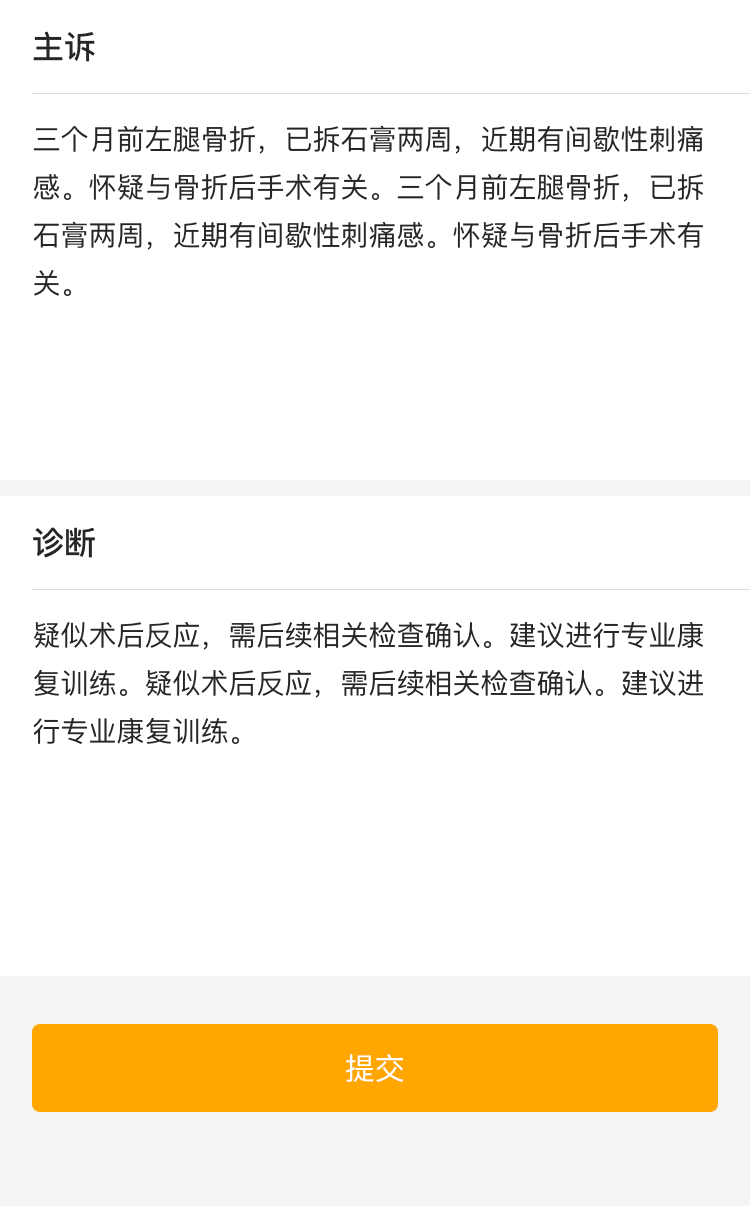 主诉
三个月前左腿骨折，已拆石膏两周，近期有间歇性刺痛
感。怀疑与骨折后手术有关。三个月前左腿骨折，已拆
石膏两周，近期有间歇性刺痛感。怀疑与骨折后手术有
关。
诊断
疑似术后反应，需后续相关检查确认。建议进行专业康
复训练。疑似术后反应，需后续相关检查确认。建议进
行专业康复训练。
提交